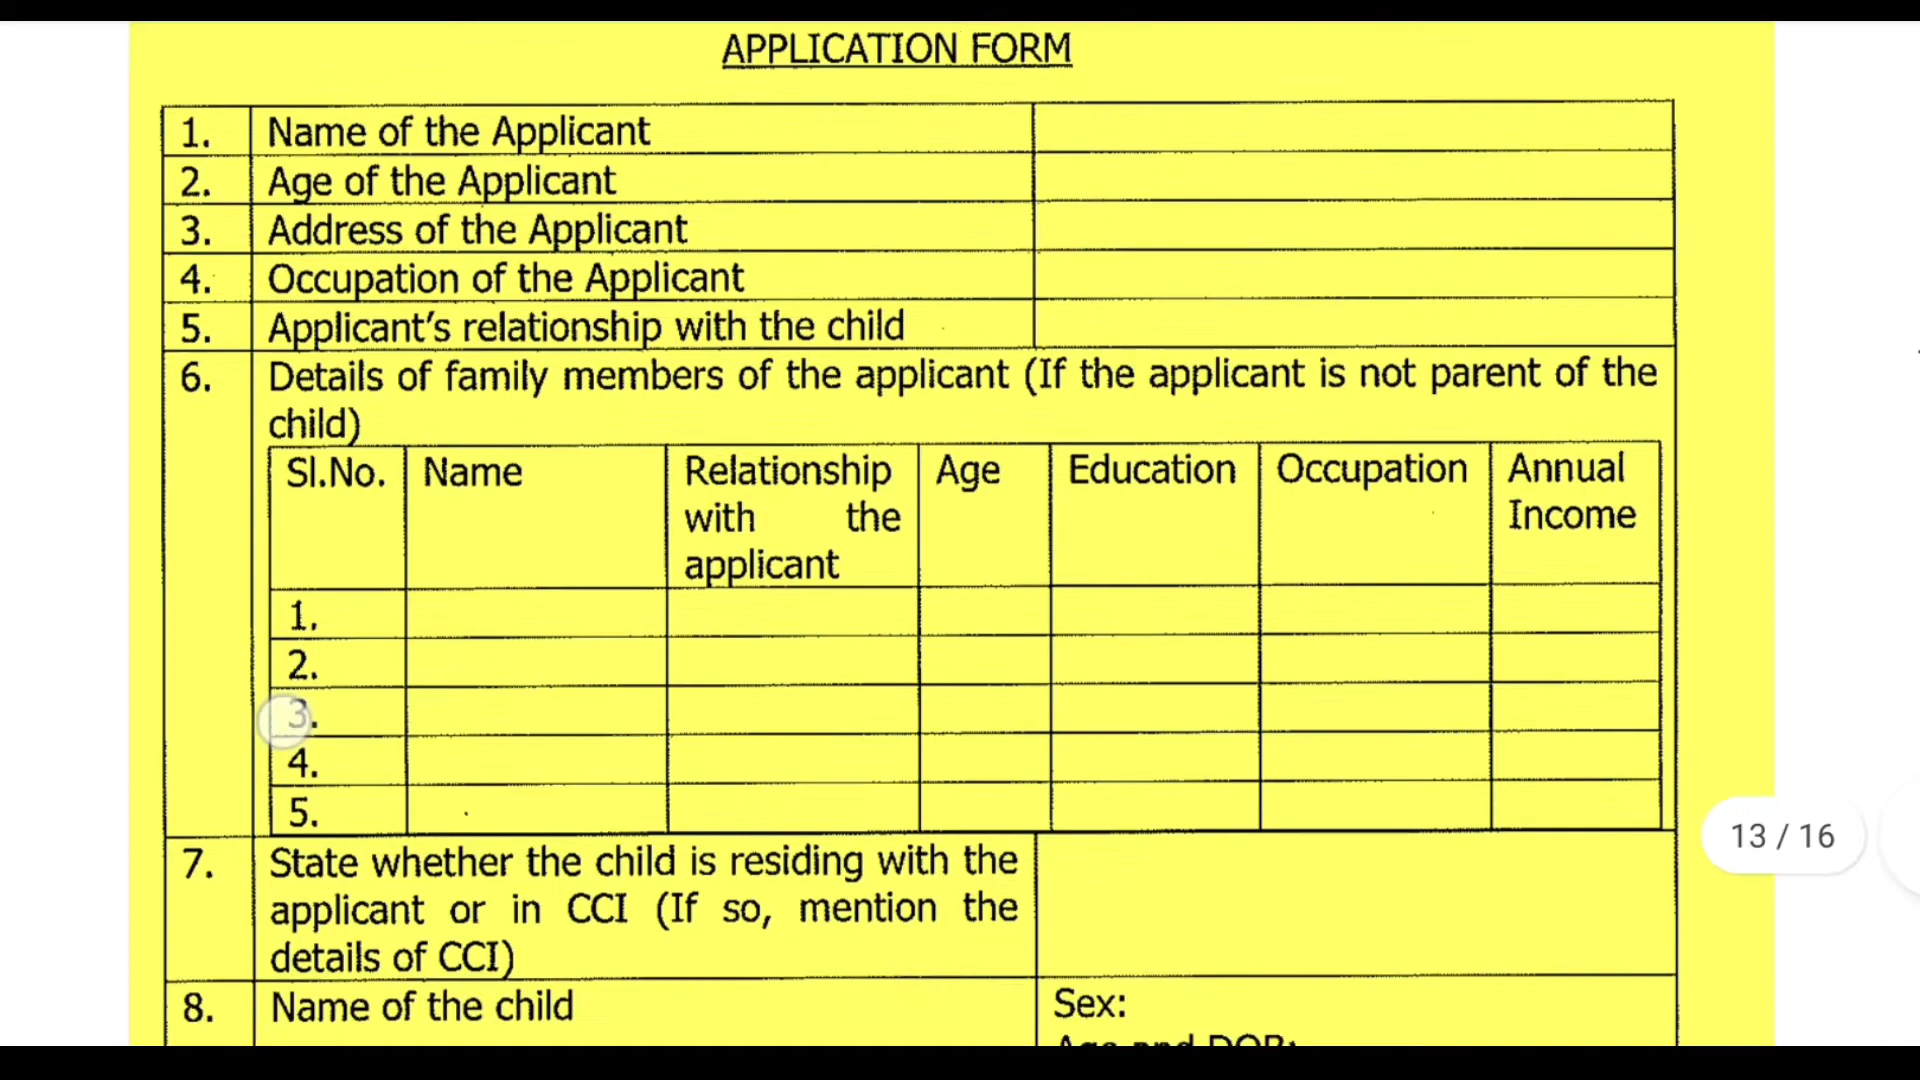 APPLICATION FORM
1. Name of the Applicant
2. Age of the Applicant
3. Address of the Applicant
4. Occupation of the Applicant
5. Applicant's relationship with the child
6. Details of family members of the applicant (If the applicant is not parent of the
child)
Sl.No. Name Relationship Age Education Occupation Annual
with the Income
applicant
1.
2.
3.
4.
5.
7. State whether the child is residing with the
applicant or in CCI (If so, mention the
details of CCI)
13 / 16
8. Name of the child Sex:
Age and DOB: